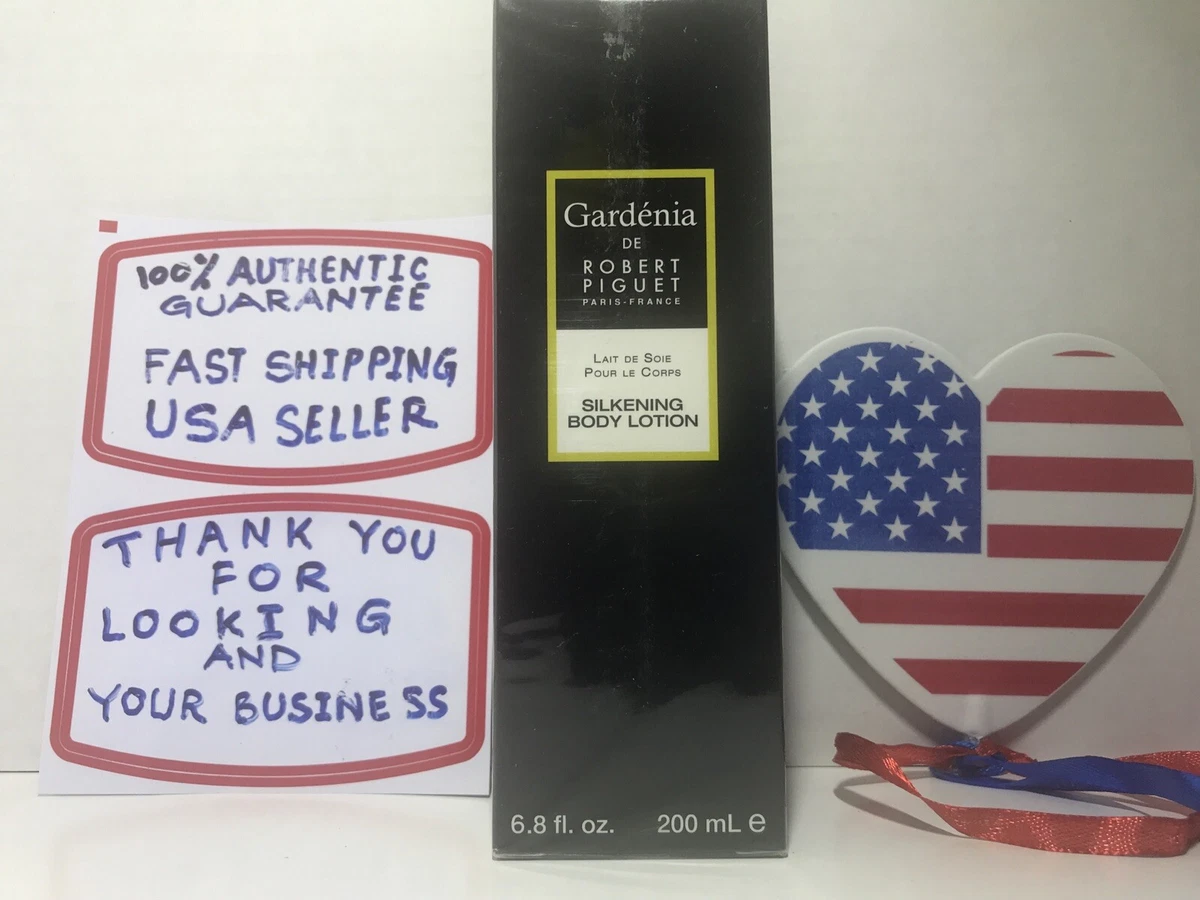 100% AUTHENTIC
GUARANTEE
FAST SHIPPING
USA SELLER
THANK YOU
FOR
LOOKING
AND
YOUR BUSINESS
Gardénia
DE
ROBERT
PIGUET
PARIS-FRANCE
LAIT DE SOIE
POUR LE CORPS
SILKENING
BODY LOTION
6.8 fl. oz. 200 mL e